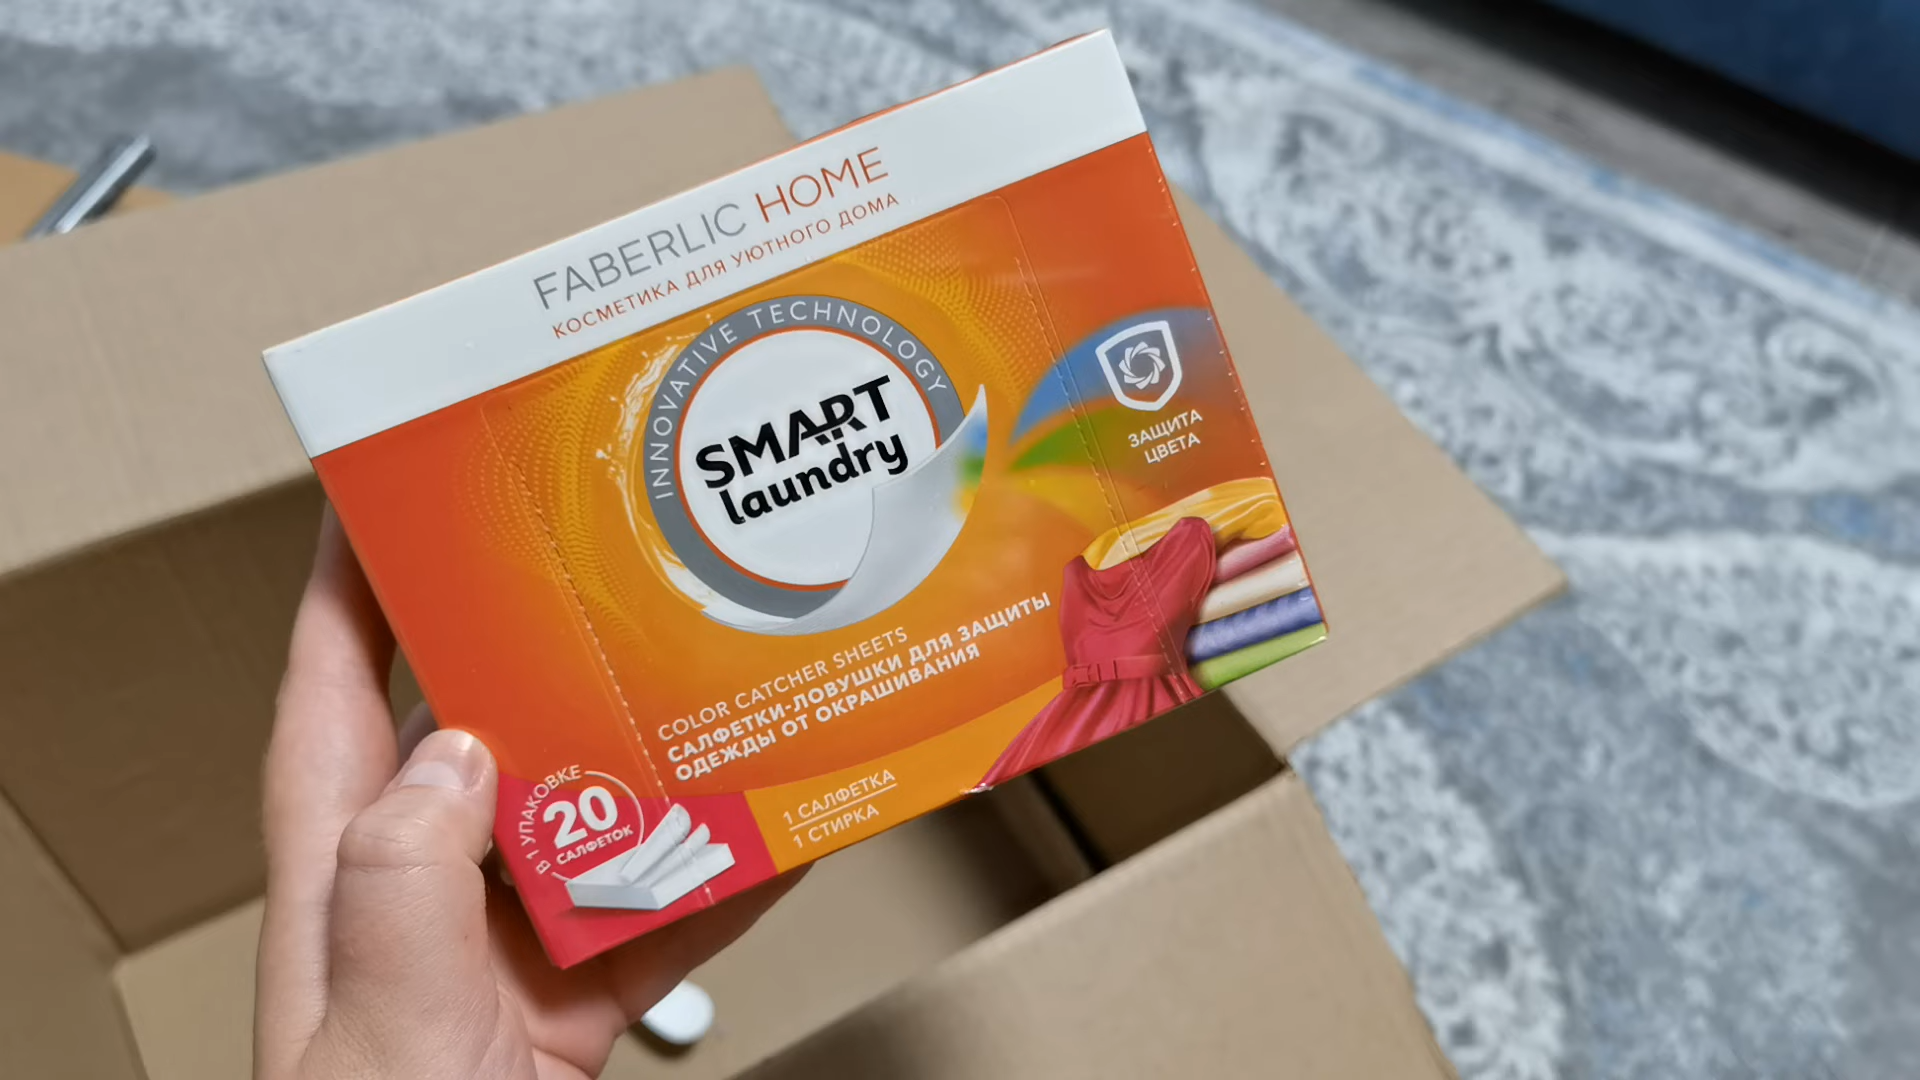 FABERLIC HOME
КОСМЕТИКА ДЛЯ УЮТНОГО ДОМА
INNOVATIVE TECHNOLOGY
SMART
laundry
ЗАЩИТА
ЦВЕТА
COLOR CATCHER SHEETS
САЛФЕТКИ-ЛОВУШКИ ДЛЯ ЗАЩИТЫ
ОДЕЖДЫ ОТ ОКРАШИВАНИЯ
В 1 УПАКОВКЕ
20
САЛФЕТОК
1 САЛФЕТКА
1 СТИРКА